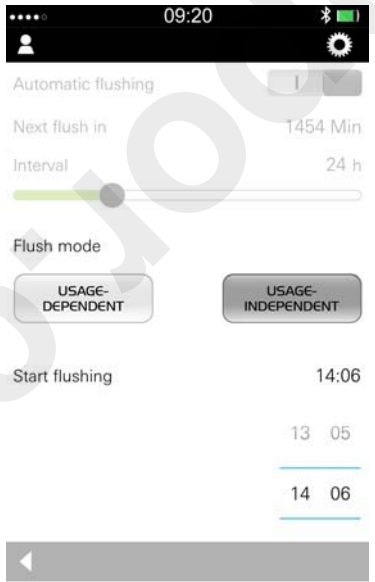 09:20
Automatic flushing I
Next flush in 1454 Min
Interval 24 h
Flush mode
USAGE-
DEPENDENT
USAGE-
INDEPENDENT
Start flushing 14:06
13 05
14 06